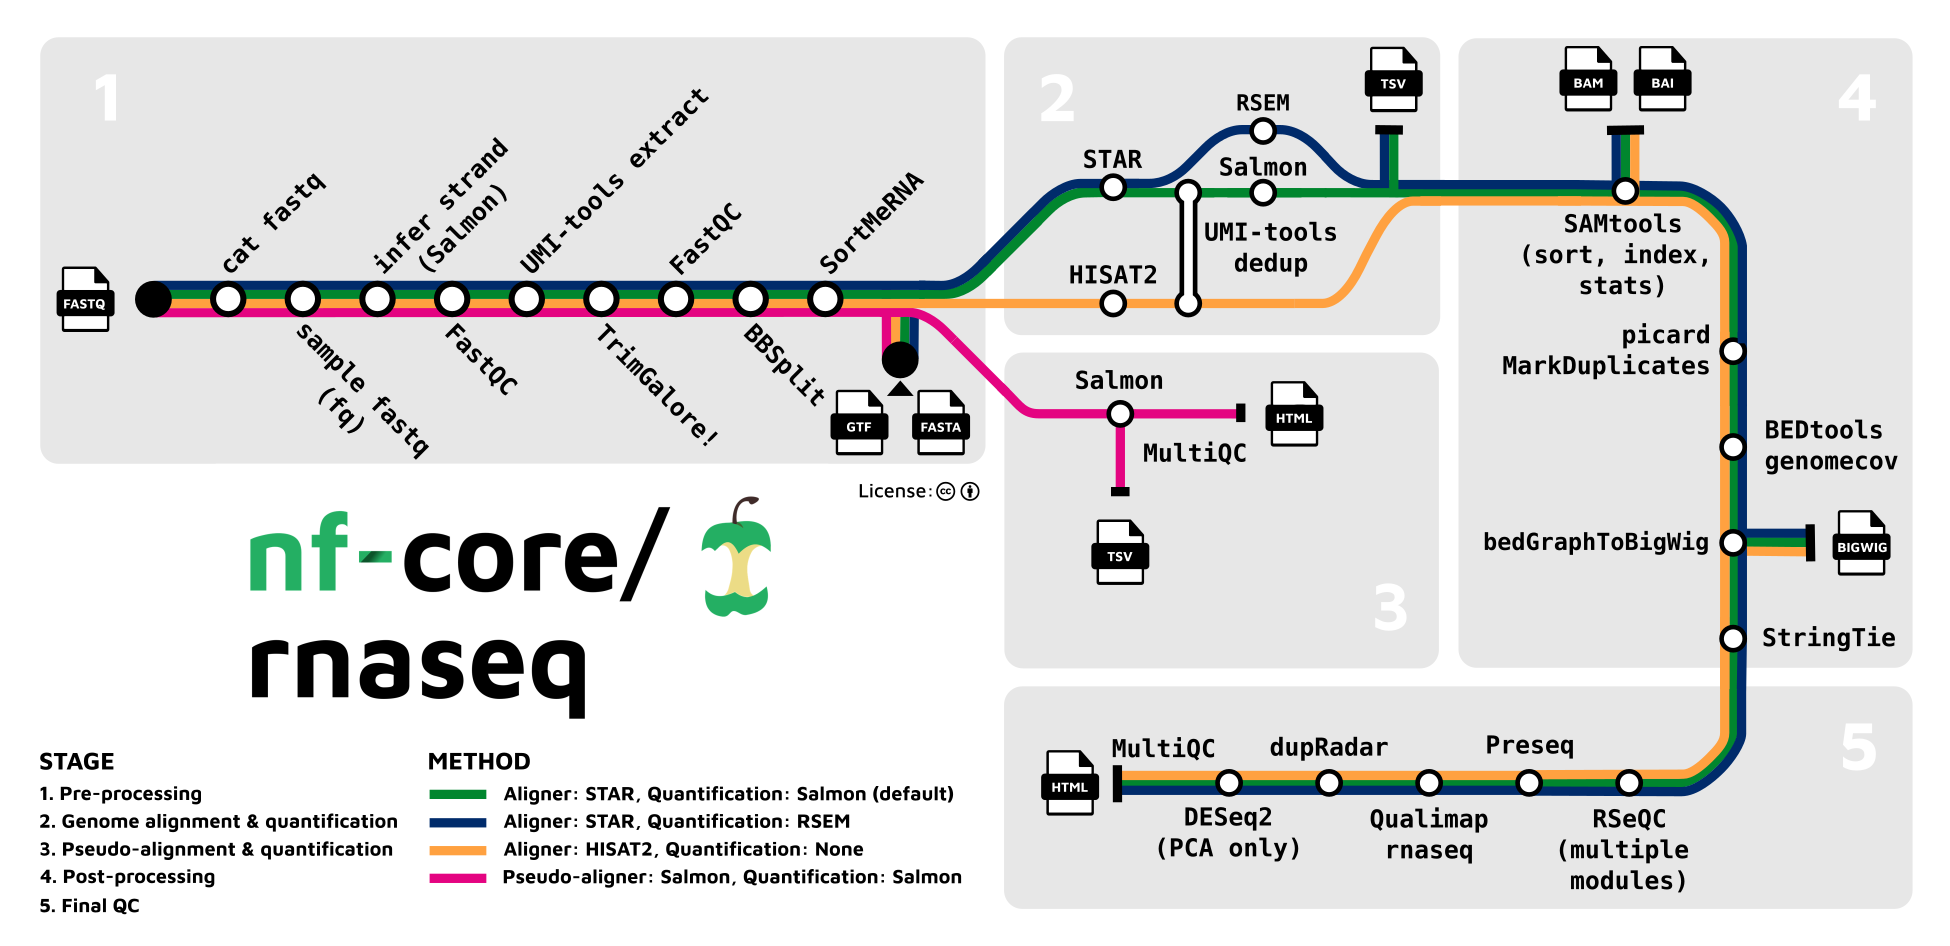 1
cat fastq
infer strand
(Salmon)
UMI-tools extract
FastQC
SortMeRNA
FASTQ
sample fastq
(fq)
FastQC
TrimGalore!
BBSplit
GTF
FASTA
2
RSEM
TSV
STAR
Salmon
UMI-tools
dedup
HISAT2
3
Salmon
HTML
MultiQC
TSV
4
BAM
BAI
SAMtools
(sort, index,
stats)
picard
MarkDuplicates
BEDtools
genomecov
bedGraphToBigWig
BIGWIG
StringTie
5
MultiQC
dupRadar
Preseq
HTML
DESeq2
(PCA only)
Qualimap
rnaseq
RSeQC
(multiple
modules)
License: cc
nf-core/
rnaseq
STAGE
1. Pre-processing
2. Genome alignment & quantification
3. Pseudo-alignment & quantification
4. Post-processing
5. Final QC
METHOD
Aligner: STAR, Quantification: Salmon (default)
Aligner: STAR, Quantification: RSEM
Aligner: HISAT2, Quantification: None
Pseudo-aligner: Salmon, Quantification: Salmon